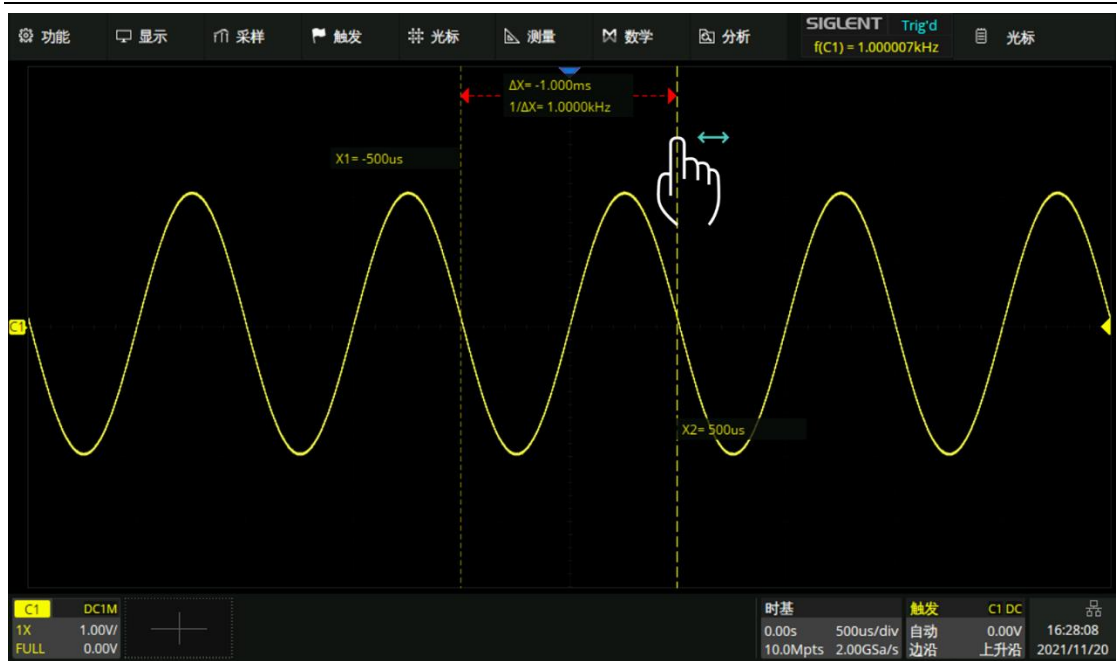 功能 显示 采样 触发 光标 测量 数学 分析 SIGLENT Trig'd 光标
f(C1) = 1.000007kHz
ΔX= -1.000ms
1/ΔX= 1.0000kHz
X1= -500us
C1
X2= 500us
C1 DC1M
1X 1.00V/
FULL 0.00V
时基
0.00s 500us/div
10.0Mpts 2.00GSa/s
触发 C1 DC
自动 0.00V
边沿 上升沿
16:28:08
2021/11/20